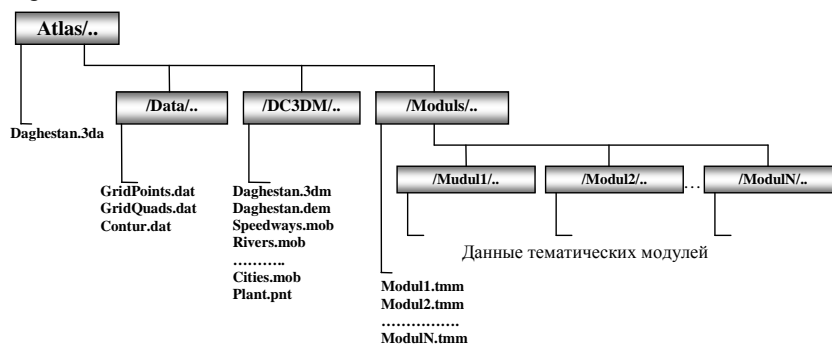 Atlas/..
Daghestan.3da
/Data/..
/DC3DM/..
/Moduls/..
GridPoints.dat
GridQuads.dat
Contur.dat
Daghestan.3dm
Daghestan.dem
Speedways.mob
Rivers.mob
...........
Cities.mob
Plant.pnt
/Mudul1/..
/Modul2/..
...
/ModulN/..
Данные тематических модулей
Modul1.tmm
Modul2.tmm
................
ModulN.tmm